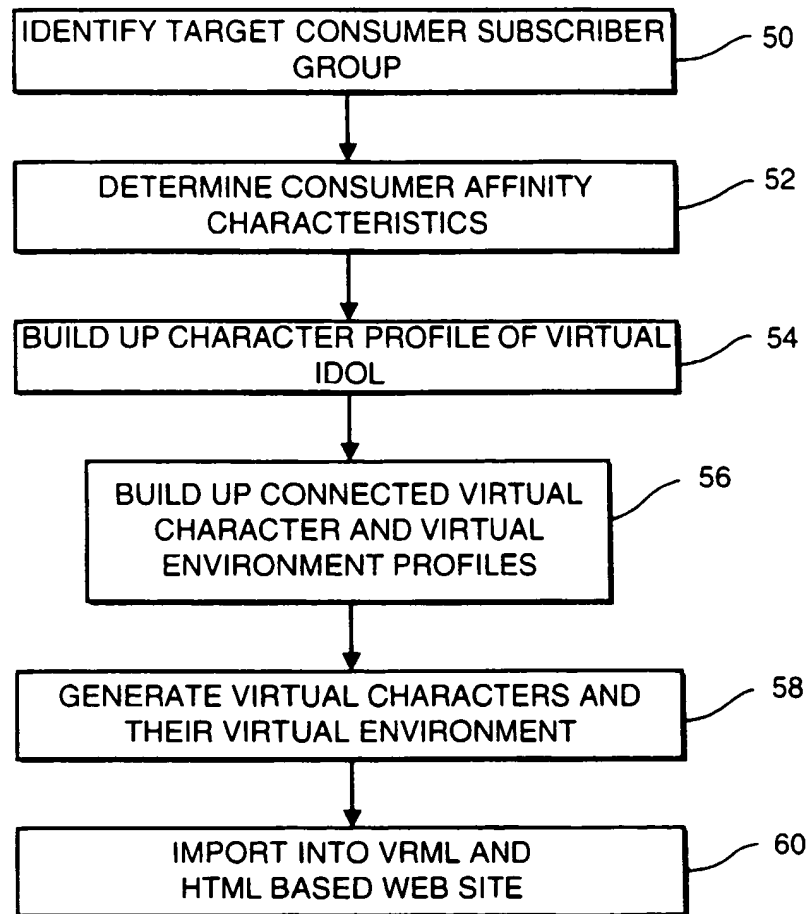 IDENTIFY TARGET CONSUMER SUBSCRIBER
GROUP
50
DETERMINE CONSUMER AFFINITY
CHARACTERISTICS
52
BUILD UP CHARACTER PROFILE OF VIRTUAL
IDOL
54
BUILD UP CONNECTED VIRTUAL
CHARACTER AND VIRTUAL
ENVIRONMENT PROFILES
56
GENERATE VIRTUAL CHARACTERS AND
THEIR VIRTUAL ENVIRONMENT
58
IMPORT INTO VRML AND
HTML BASED WEB SITE
60